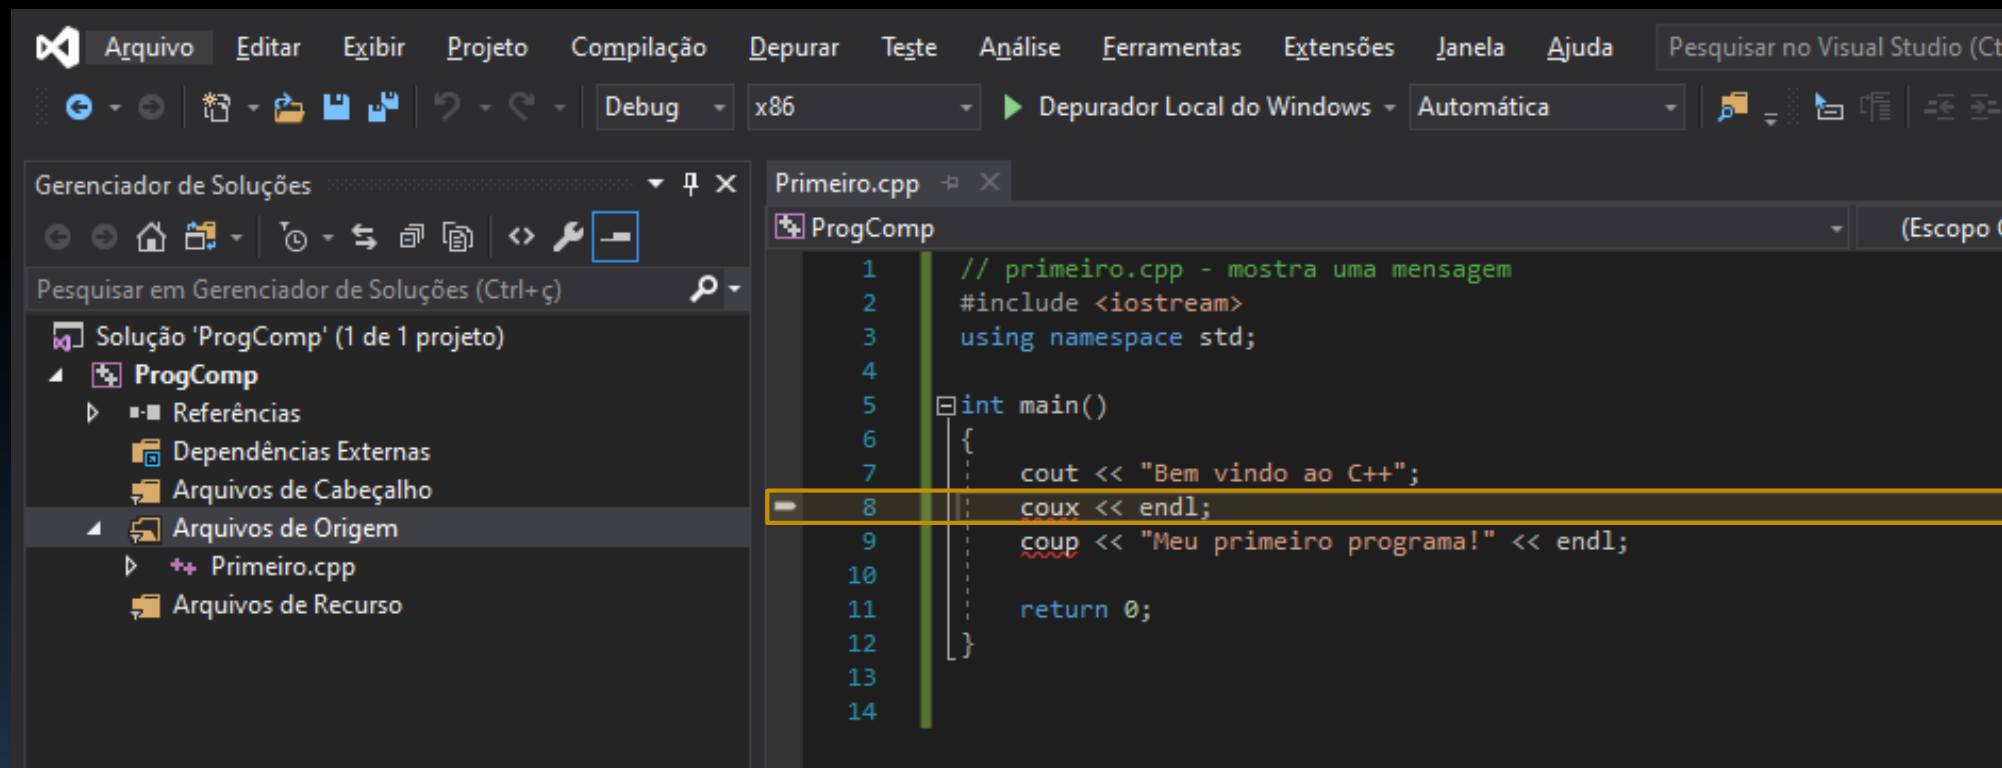 Arquivo Editar Exibir Projeto Compilação Depurar Teste Análise Ferramentas Extensões Janela Ajuda Pesquisar no Visual Studio (Ct
Debug x86 Depurador Local do Windows Automática
Gerenciador de Soluções
Pesquisar em Gerenciador de Soluções (Ctrl+ç)
Solução 'ProgComp' (1 de 1 projeto)
ProgComp
Referências
Dependências Externas
Arquivos de Cabeçalho
Arquivos de Origem
Primeiro.cpp
Arquivos de Recurso
Primeiro.cpp
ProgComp (Escopo
1 // primeiro.cpp - mostra uma mensagem
2 #include <iostream>
3 using namespace std;
4
5 int main()
6 {
7 cout << "Bem vindo ao C++";
8 coux << endl;
9 coup << "Meu primeiro programa!" << endl;
10
11 return 0;
12 }
13
14